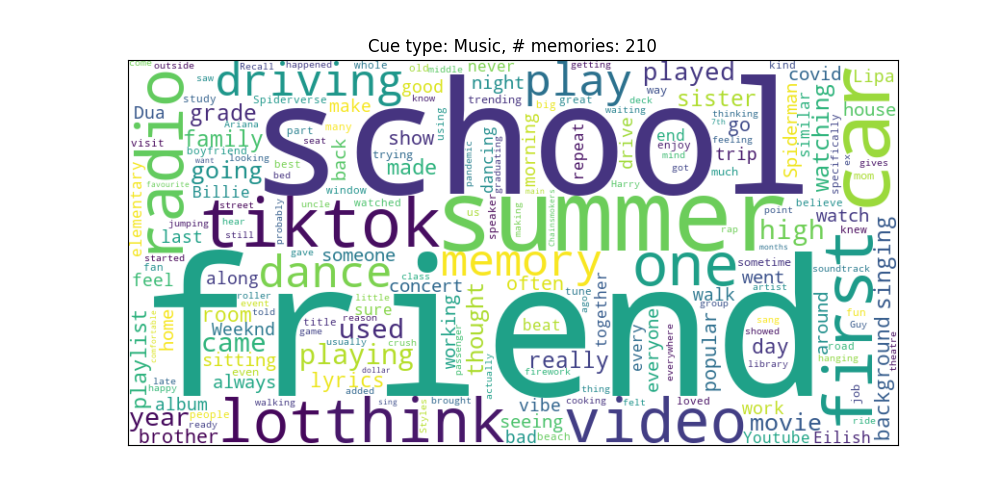 Cue type: Music, # memories: 210
come outside Recall happened whole old middle never getting kind covid Lipa
saw driving good night play played way Spiderman car
radio study Spiderverse make know trending big great deck sister thinking similar house
Dua grade Ariana part many using waiting 7th go feeling Watching specifically
family seat show back pandemic dancing graduating morning repeat drive end enjoy mind trip ex gives
visit boyfriend want looking trying made school got much mom
going best bed
elementary favourite Billie window watched believe
street uncle tiktok summer us making Chainsmokers rap point high watch
jumping hear still probably speaker knew
last started gave someone memory one months sometime soundtrack
fan feel along dance class concert often tune went artist first background singing
roller event told little ago together walk group sang fun
room Weeknd title reason sure working passenger thought beat every everyone everywhere popular showed Guy
comfortable home game used friend day around road
playlist came usually crush really library hanging theatre
sitting even playing dollar actually firework
late happy always lyrics thing job
album walking added sing brought vibe cooking felt loved work ride
year people ready lotthink Styles seeing video movie
brother bad beach Youtube Eilish
Harry